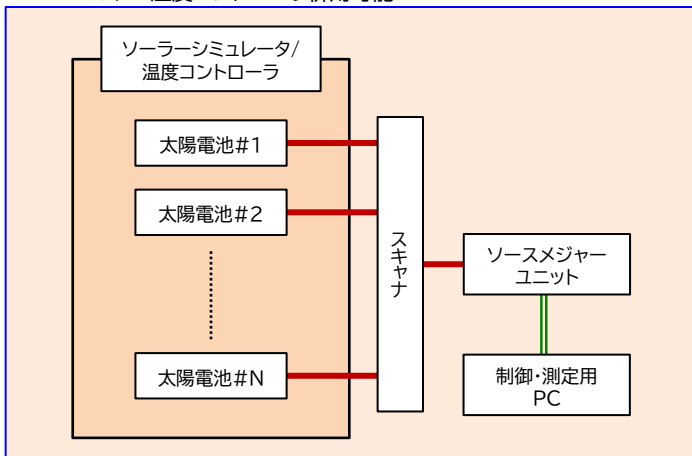 ソーラーシミュレータ/
温度コントローラ
太陽電池#1
太陽電池#2
太陽電池#N
スキャナ
ソースメジャー
ユニット
制御・測定用
PC